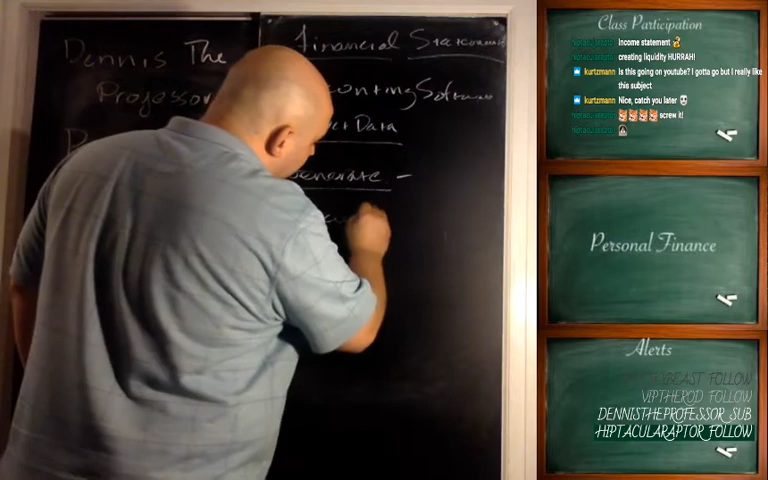 Dennis The
Professor
Financial Statements
Data
Generate -
Class Participation
Income statement
creating liquidity HURRAH!
kurtzmann Is this going on youtube? I gotta go but I really like
this subject
kurtzmann Nice, catch you later
screw it!
Personal Finance
Alerts
FOLLOW
VIPTHEROD FOLLOW
DENNISTHEPROFESSOR SUB
HIPTACULARAPTOR FOLLOW